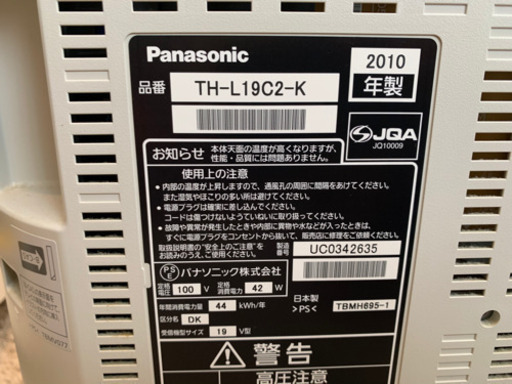 Panasonic
2010
年製
品番
TH-L19C2-K
JQA
JQ10009
お知らせ
本体天面の温度が高くなりますが、
性能・品質には問題ありません。
使用上の注意
・内部の温度が上昇しますので、通風孔の周囲に間隔をあけてください。
また湿気やほこりの多い所は避けてください。
・電源プラグは確実に差し込んでください。
コードは傷つけないようていねいに取り扱ってください。
・故障や異常が発生したときや内部に異物や水などが入ったときは、
すぐに電源プラグをコンセントから抜いて、販売店に修理をご依頼ください。
取扱説明書の“安全上のご注意”を
お読みのうえ、ご使用ください。
製造番号
UC0342635
PSE
パナソニック株式会社
定格電圧 100 V
定格消費電力 42 W
年間消費電力量 44 kWh/年
区分名 DK
受信機型サイズ 19 V型
日本製
>PS<
TBMH695-1
警告
高圧注意